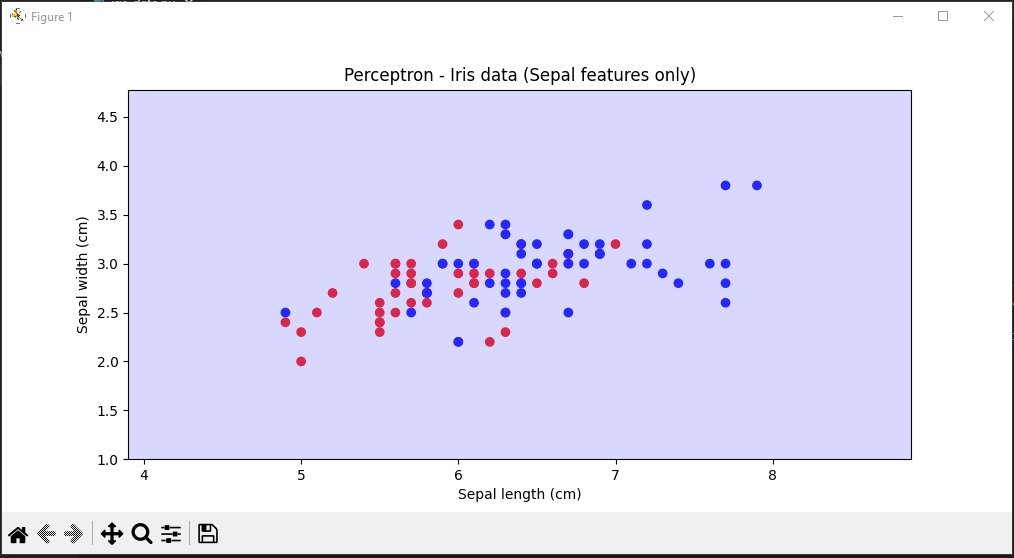 Figure 1
Perceptron - Iris data (Sepal features only)
4.5
4.0
3.5
3.0
2.5
2.0
1.5
1.0
Sepal width (cm)
4 5 6 7 8
Sepal length (cm)